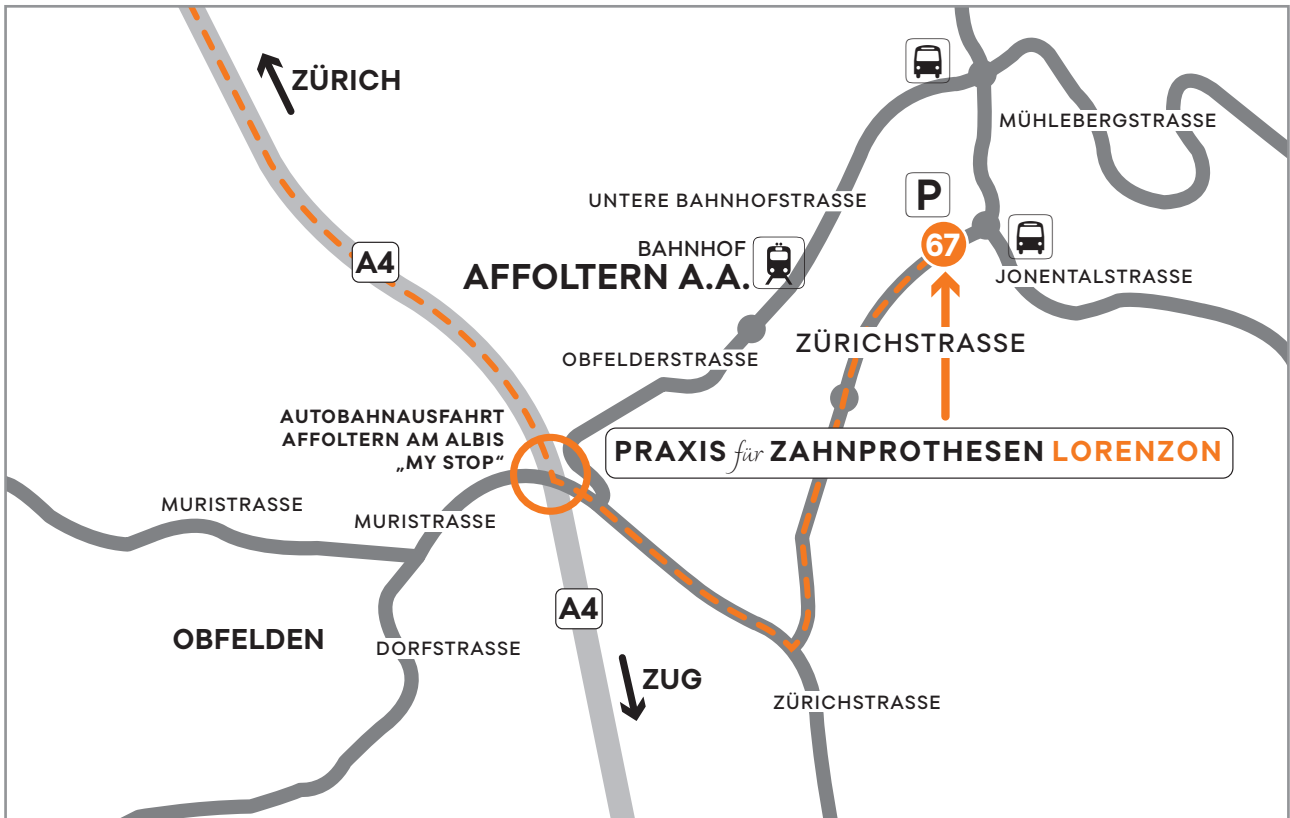 ZÜRICH
MÜHLEBERGSTRASSE
P
UNTERE BAHNHOFSTRASSE
67
BAHNHOF
AFFOLTERN A.A.
A4
JONENTALSTRASSE
ZÜRICHSTRASSE
OBFELDERSTRASSE
AUTOBAHNAUSFAHRT
AFFOLTERN AM ALBIS
„MY STOP“
PRAXIS für ZAHNPROTHESEN LORENZON
MURISTRASSE
MURISTRASSE
A4
OBFELDEN
DORFSTRASSE
ZUG
ZÜRICHSTRASSE